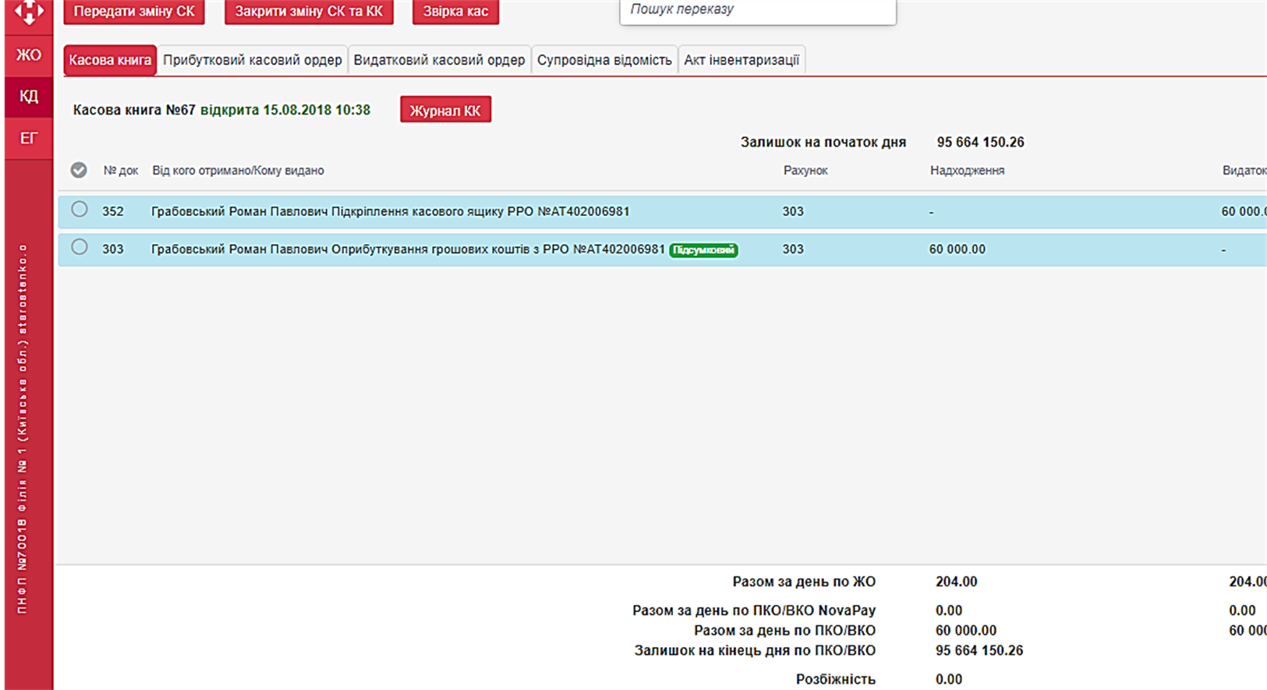 Передати зміну СК Закрити зміну СК та КК Звірка кас Пошук переказу
ЖО
Касова книга Прибутковий касовий ордер Видатковий касовий ордер Супровідна відомість Акт інвентаризації
КД
Касова книга №67 відкрита 15.08.2018 10:38 Журнал КК
ЕГ
Залишок на початок дня 95 664 150.26
№ док Від кого отримано/Кому видано Рахунок Надходження Видаток
352 Грабовський Роман Павлович Підкріплення касового ящику РРО №АТ402006981 303 - 60 000.
303 Грабовський Роман Павлович Оприбуткування грошових коштів з РРО №АТ402006981 Підсумковий 303 60 000.00 -
ПНФП №7001В Філія № 1 (Київська обл.) starostenko.o
Разом за день по ЖО 204.00 204.00
Разом за день по ПКО/ВКО NovaPay 0.00 0.00
Разом за день по ПКО/ВКО 60 000.00 60 000
Залишок на кінець дня по ПКО/ВКО 95 664 150.26
Розбіжність 0.00